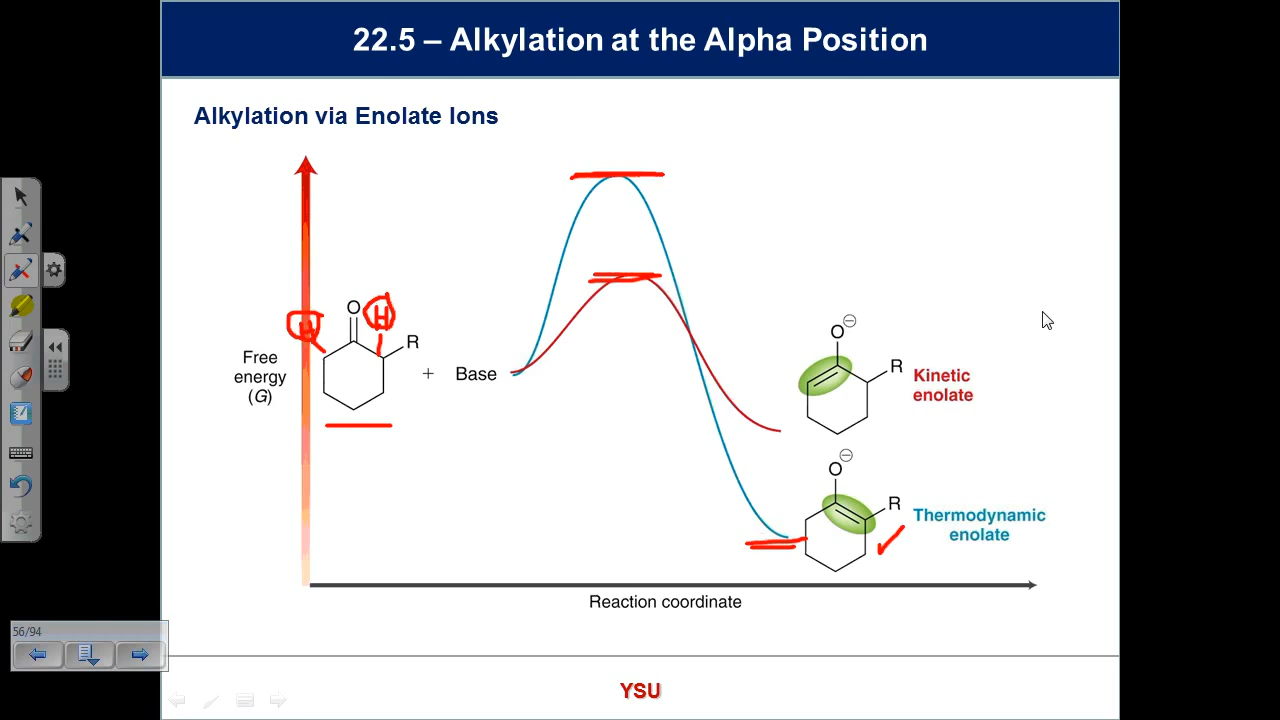 22.5 – Alkylation at the Alpha Position
Alkylation via Enolate Ions
Free
energy
(G)
H
O
H
R
+
Base
O
⊖
R
Kinetic
enolate
O
⊖
R
Thermodynamic
enolate
Reaction coordinate
56/94
YSU